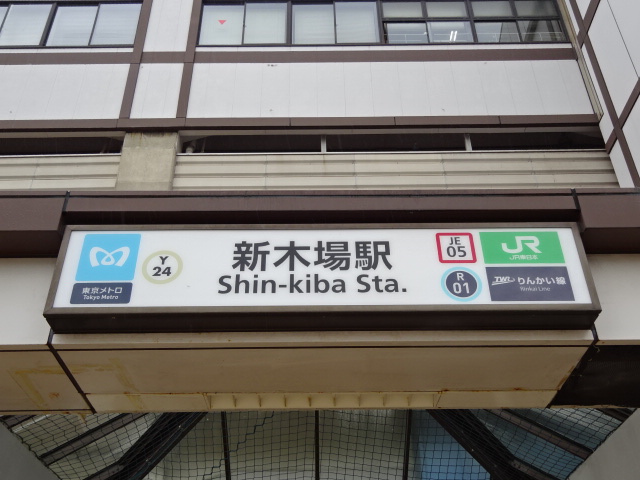 東京メトロ
Tokyo Metro
Y
24
新木場駅
Shin-kiba Sta.
JE
05
JR
JR東日本
R
01
TWR りんかい線
Rinkai Line